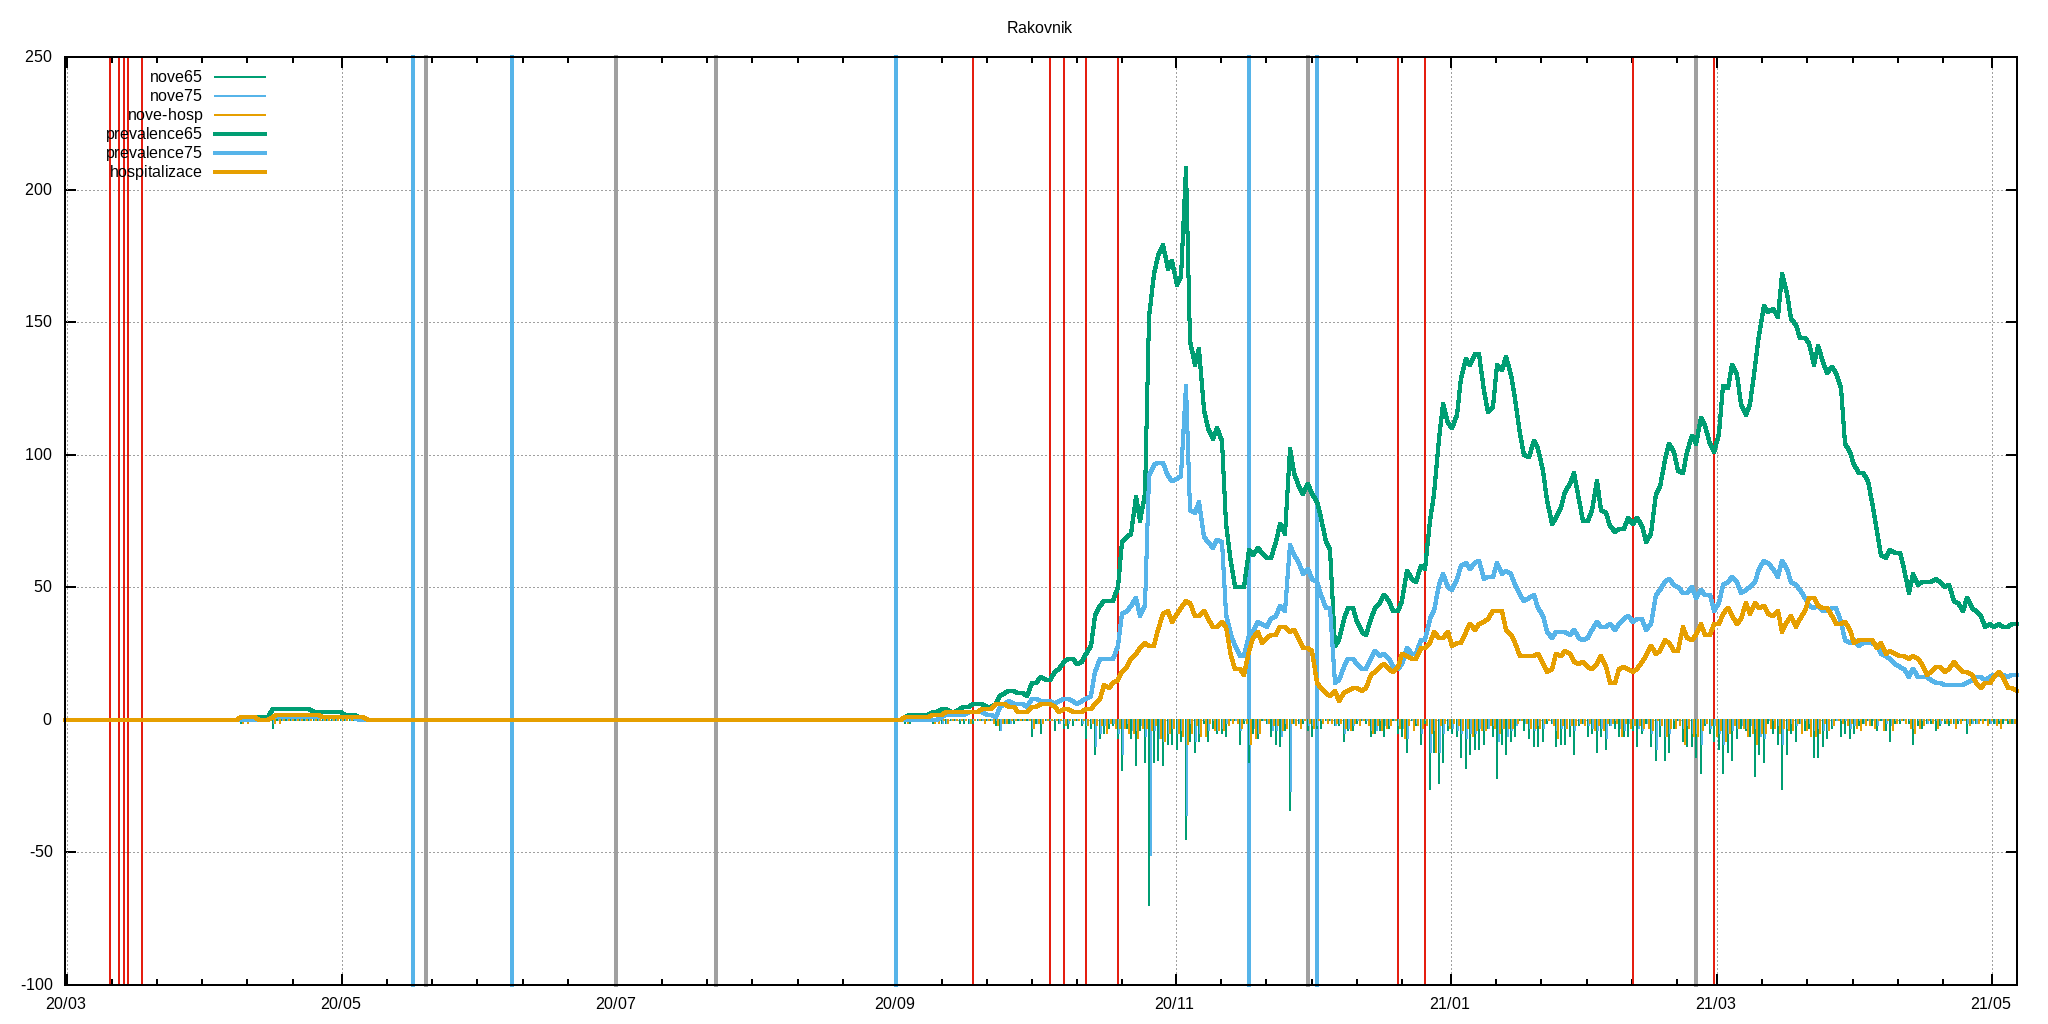 Rakovnik
250
200
150
100
50
0
-50
-100
nove65
nove75
nove-hosp
prevalence65
prevalence75
hospitalizace
20/03 20/05 20/07 20/09 20/11 21/01 21/03 21/05